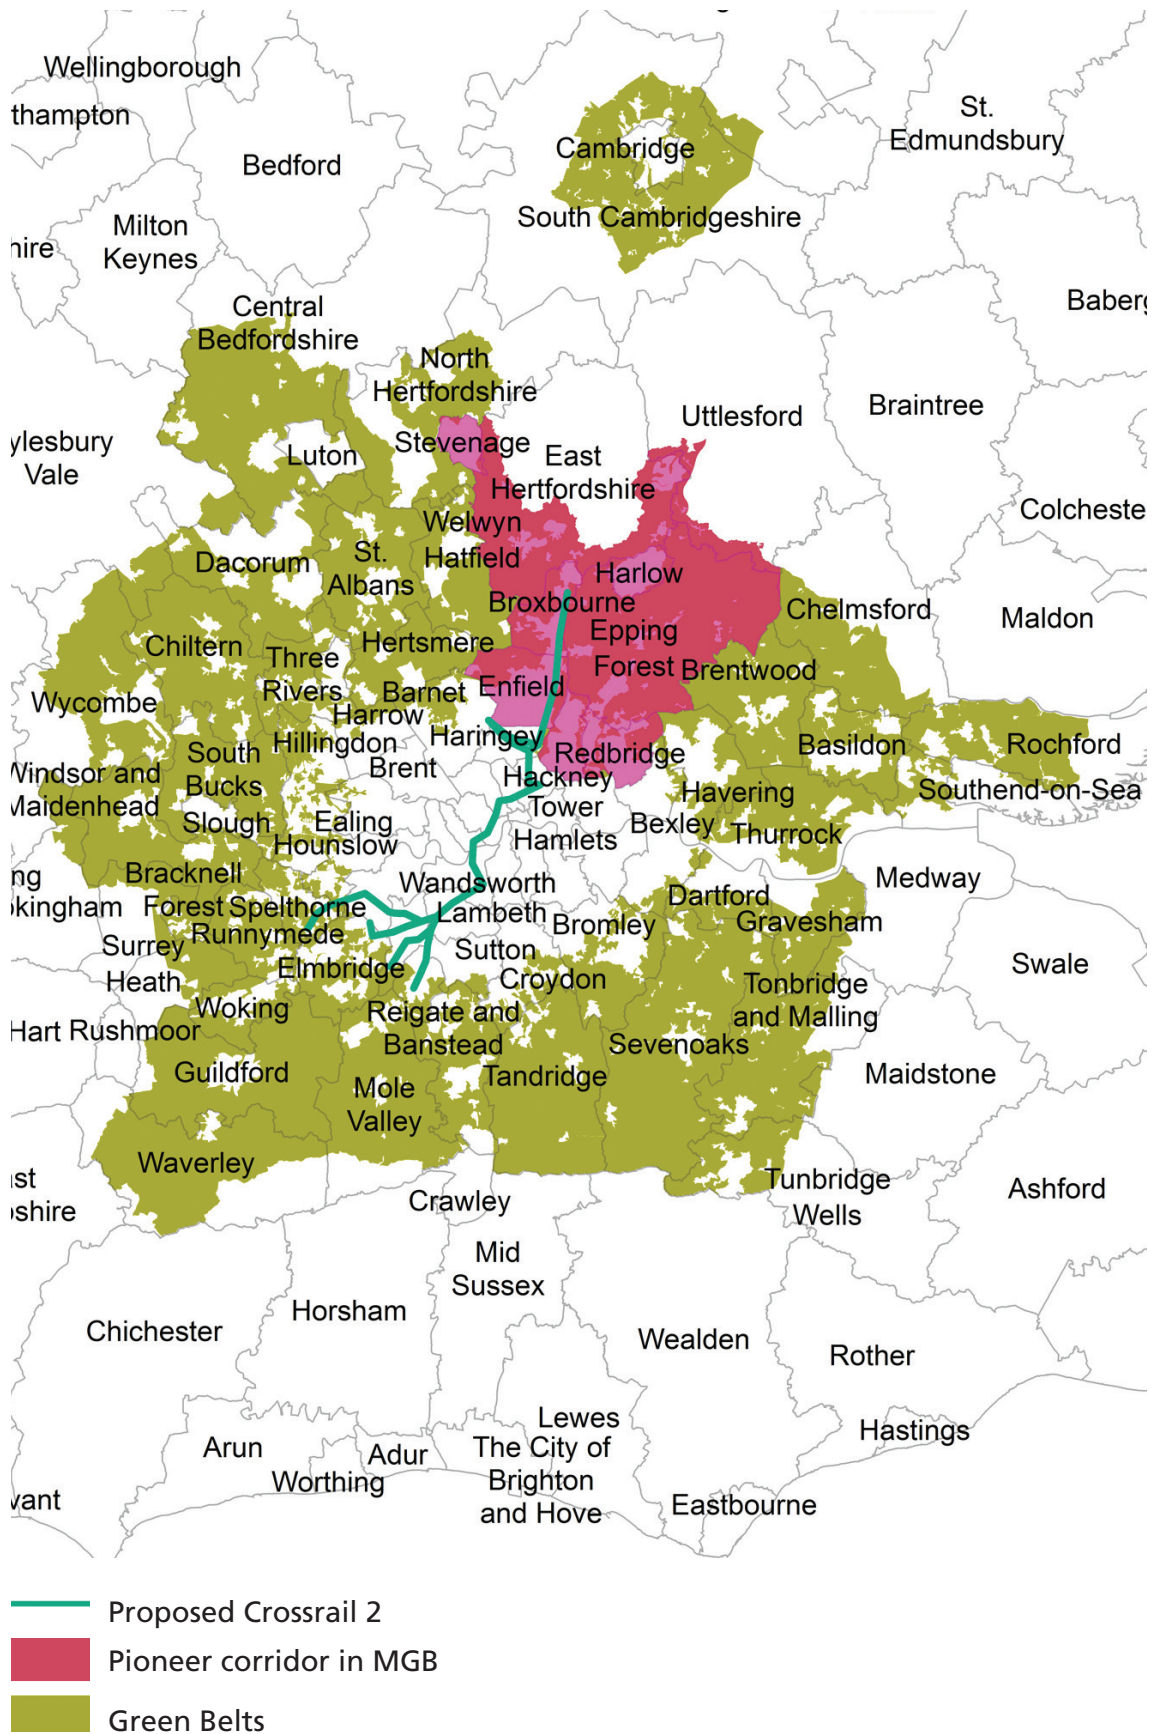 Wellingborough
thampton
St.
Edmundsbury
Bedford
Cambridge
South Cambridgeshire
Milton
Keynes
hire
Central
Bedfordshire
Baberg
North
Hertfordshire
Uttlesford
Braintree
ylesbury
Vale
Luton
Stevenage
East
Hertfordshire
Colcheste
Welwyn
Hatfield
Dacorum
St.
Albans
Harlow
Broxbourne
Chelmsford
Maldon
Epping
Forest
Chiltern
Three
Rivers
Hertsmere
Brentwood
Wycombe
Barnet
Enfield
Harrow
Hillingdon
Haringey
Brent
Redbridge
Basildon
Rochford
South
Bucks
Windsor and
Maidenhead
Hackney
Tower
Hamlets
Havering
Southend-on-Sea
Slough
Ealing
Hounslow
Bexley
Thurrock
Bracknell
Forest
Spelthorne
Wandsworth
Dartford
Medway
ng
okingham
Runnymede
Lambeth
Bromley
Gravesham
Surrey
Heath
Elmbridge
Sutton
Croydon
Tonbridge
and Malling
Swale
Woking
Reigate and
Banstead
Hart
Rushmoor
Sevenoaks
Guildford
Mole
Valley
Tandridge
Maidstone
Waverley
st
shire
Crawley
Tunbridge
Wells
Ashford
Mid
Sussex
Horsham
Chichester
Wealden
Rother
Lewes
Hastings
Arun
Adur
Worthing
The City of
Brighton
and Hove
vant
Eastbourne
Proposed Crossrail 2
Pioneer corridor in MGB
Green Belts